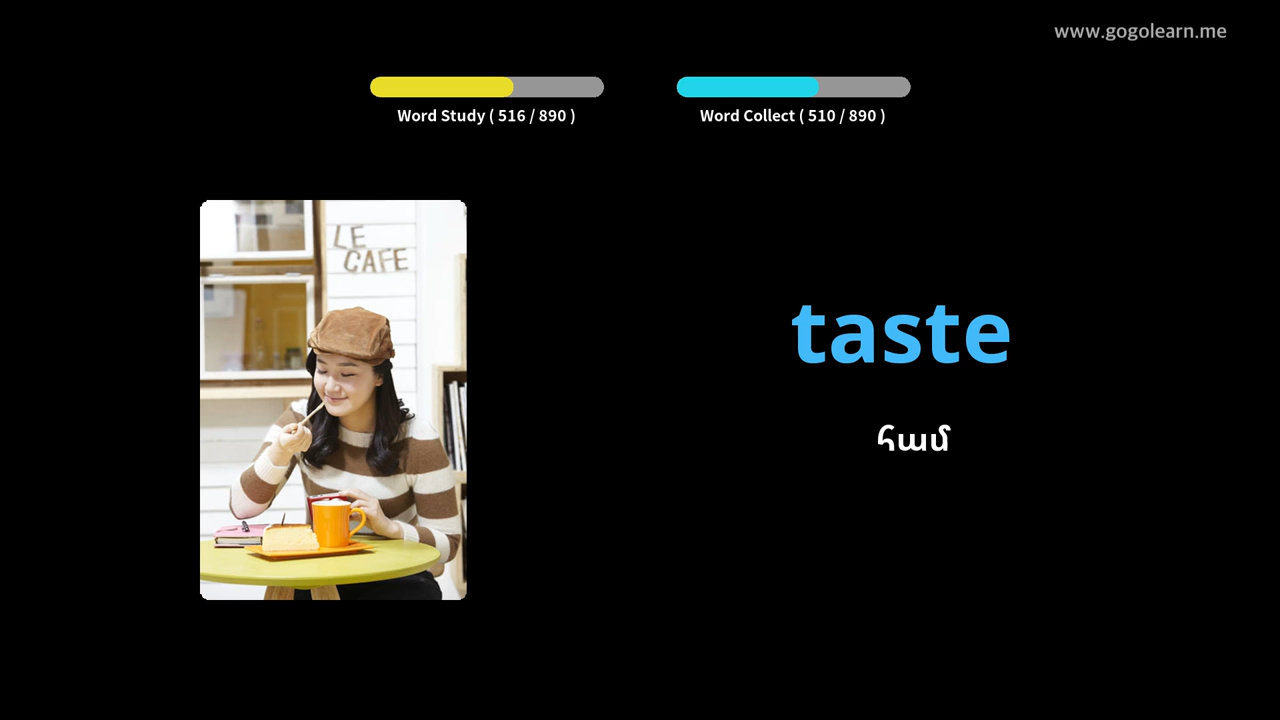 www.gogolearn.me
Word Study ( 516 / 890 )
Word Collect ( 510 / 890 )
LE
CAFE
taste
համ